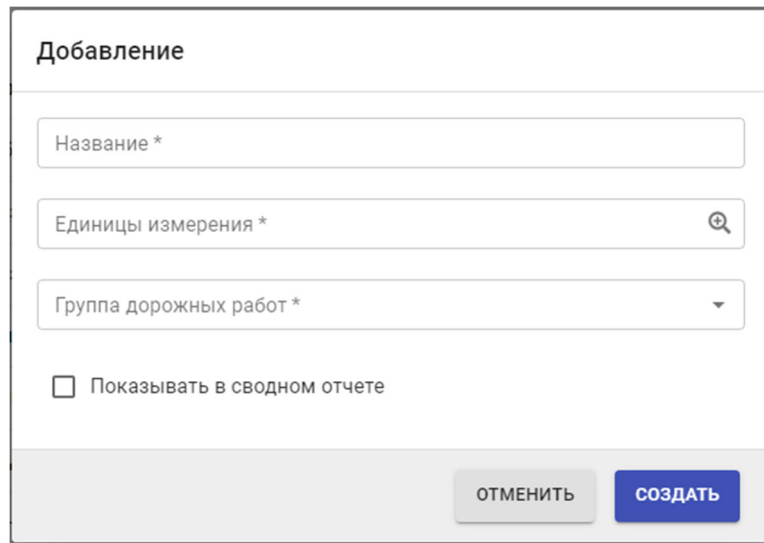 Добавление
Название *
Единицы измерения *
Группа дорожных работ *
Показывать в сводном отчете
ОТМЕНИТЬ СОЗДАТЬ